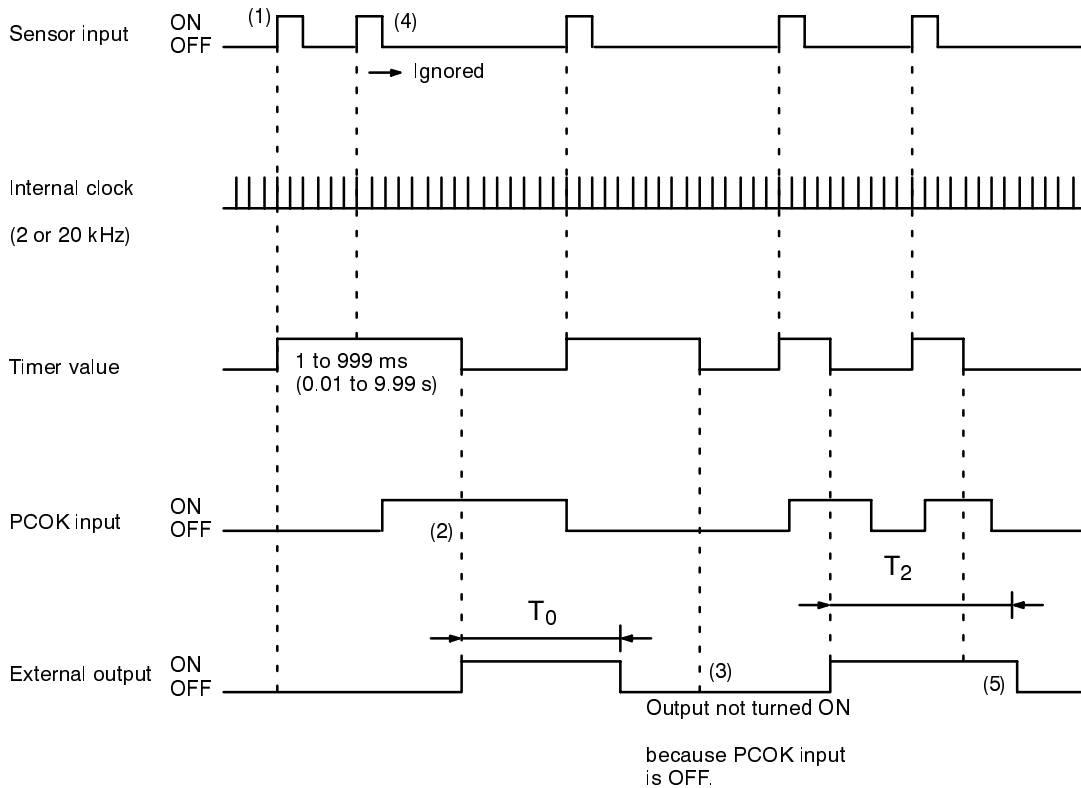 Sensor input
ON
OFF
(1)
(4)
Ignored
Internal clock
(2 or 20 kHz)
Timer value
1 to 999 ms
(0.01 to 9.99 s)
PCOK input
ON
OFF
(2)
T0
T2
External output
ON
OFF
(3)
(5)
Output not turned ON
because PCOK input
is OFF.